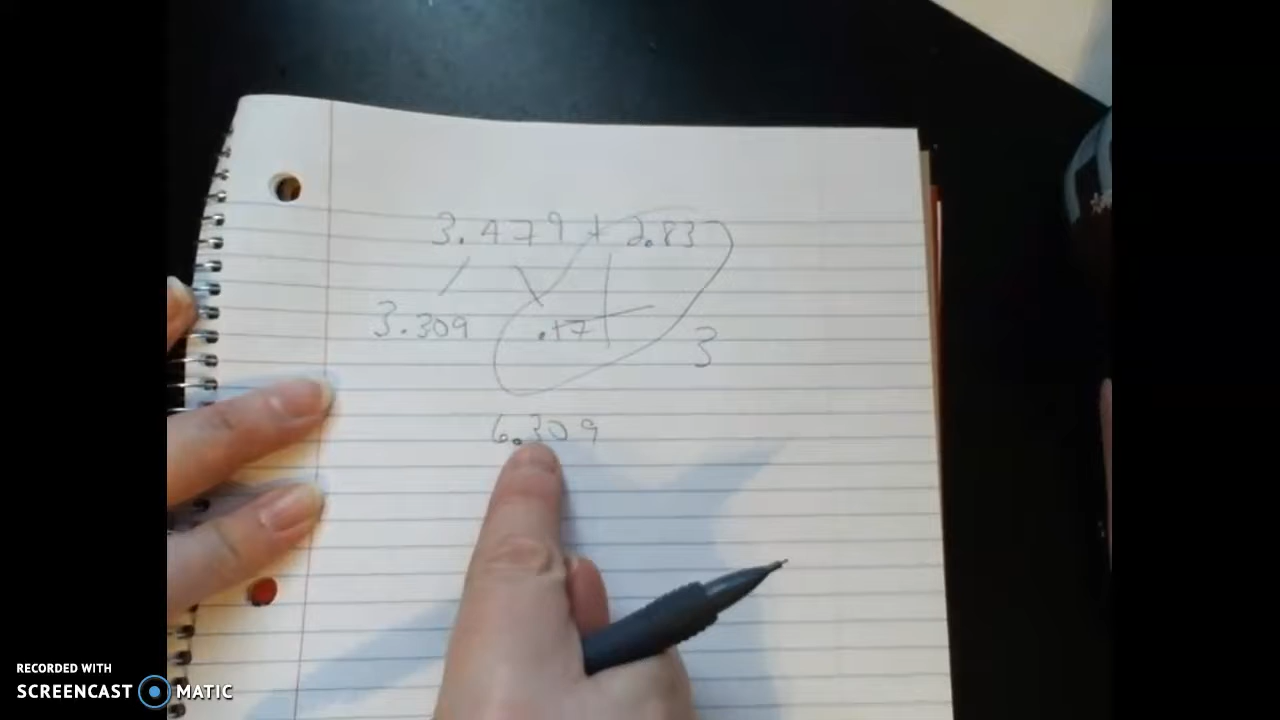 3.479 + 2.83
3.309 .17 3
6.309
RECORDED WITH
SCREENCAST MATIC